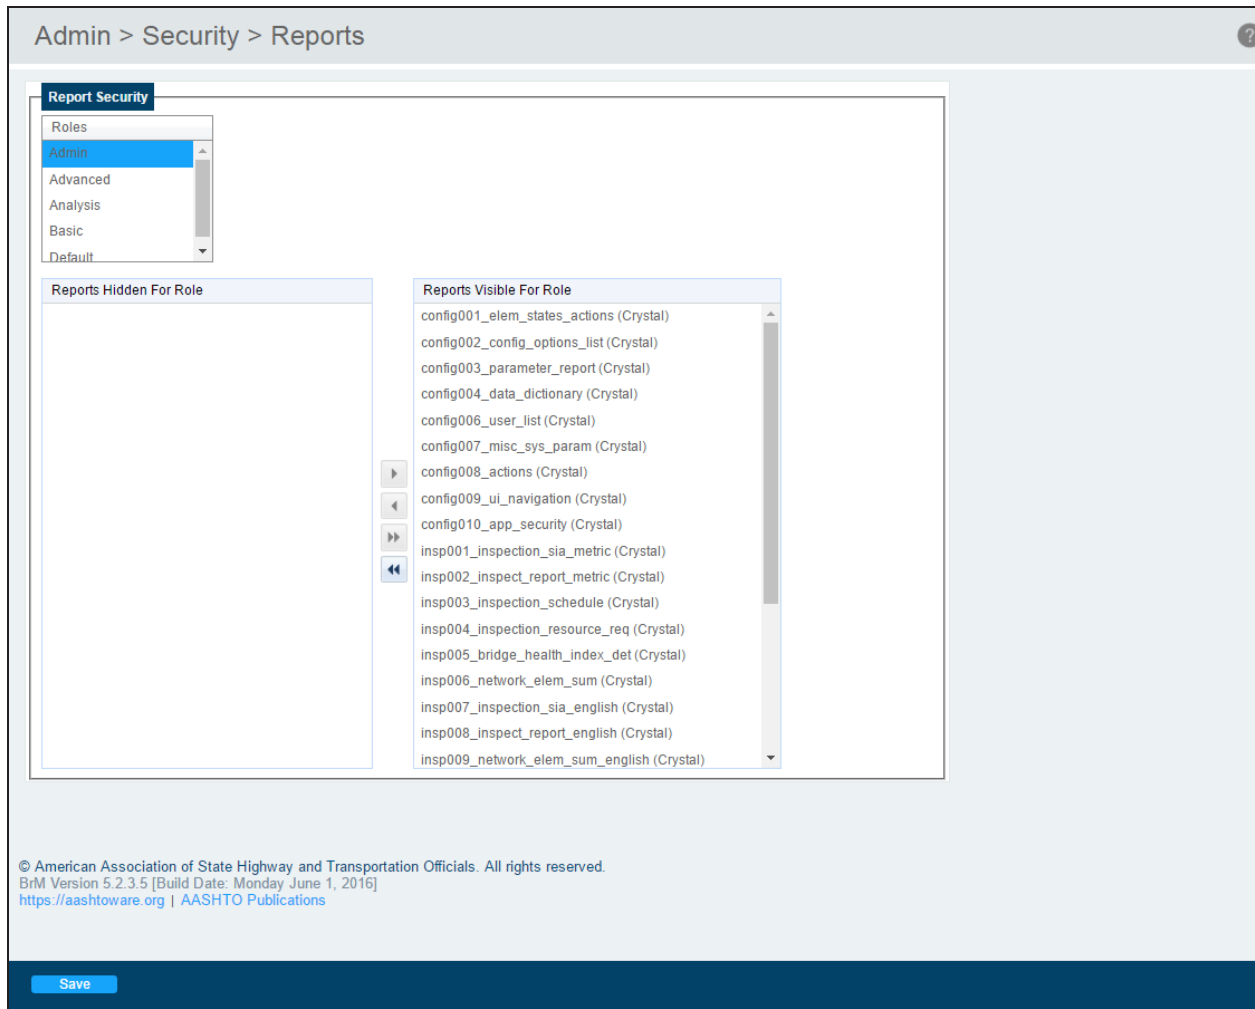 Admin > Security > Reports
?
Report Security
Roles
Admin
Advanced
Analysis
Basic
Default
Reports Hidden For Role
Reports Visible For Role
config001_elem_states_actions (Crystal)
config002_config_options_list (Crystal)
config003_parameter_report (Crystal)
config004_data_dictionary (Crystal)
config006_user_list (Crystal)
config007_misc_sys_param (Crystal)
config008_actions (Crystal)
config009_ui_navigation (Crystal)
config010_app_security (Crystal)
insp001_inspection_sia_metric (Crystal)
insp002_inspect_report_metric (Crystal)
insp003_inspection_schedule (Crystal)
insp004_inspection_resource_req (Crystal)
insp005_bridge_health_index_det (Crystal)
insp006_network_elem_sum (Crystal)
insp007_inspection_sia_english (Crystal)
insp008_inspect_report_english (Crystal)
insp009_network_elem_sum_english (Crystal)
© American Association of State Highway and Transportation Officials. All rights reserved.
BrM Version 5.2.3.5 [Build Date: Monday June 1, 2016]
https://aashtoware.org | AASHTO Publications
Save